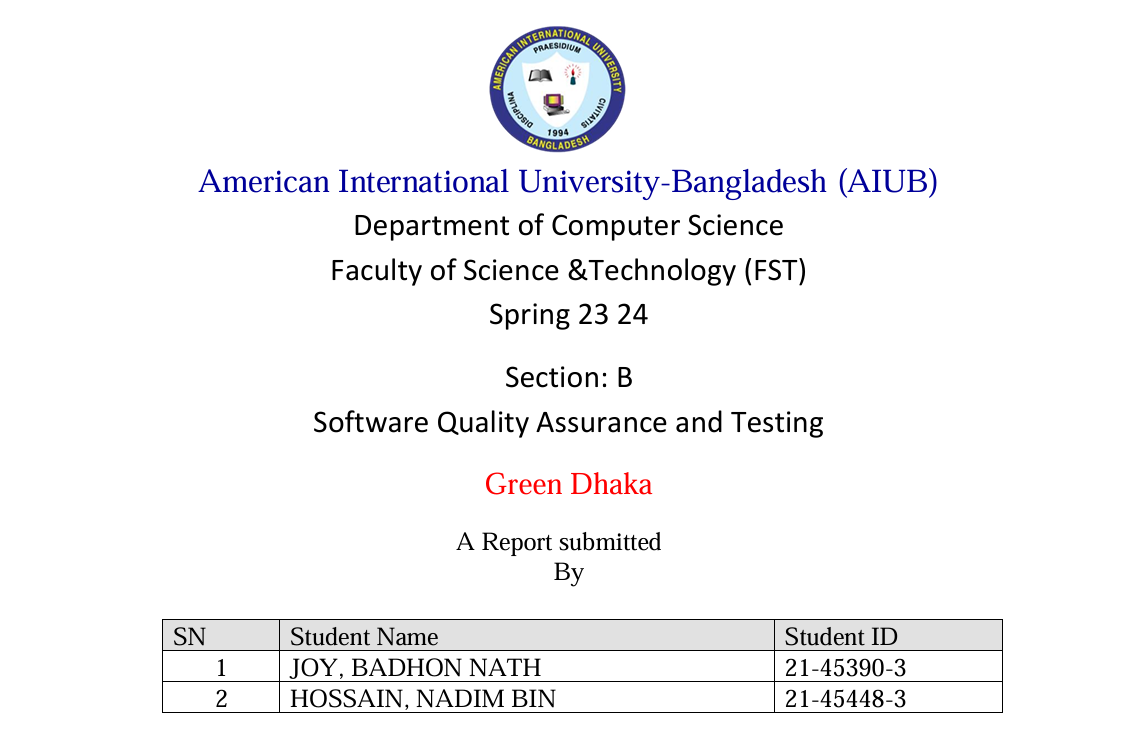 AMERICAN INTERNATIONAL UNIVERSITY
PRAESIDIUM
DISCIPLINA
CIVITATIS
1994
BANGLADESH
American International University-Bangladesh (AIUB)
Department of Computer Science
Faculty of Science &Technology (FST)
Spring 23 24
Section: B
Software Quality Assurance and Testing
Green Dhaka
A Report submitted
By
SN Student Name Student ID
1 JOY, BADHON NATH 21-45390-3
2 HOSSAIN, NADIM BIN 21-45448-3